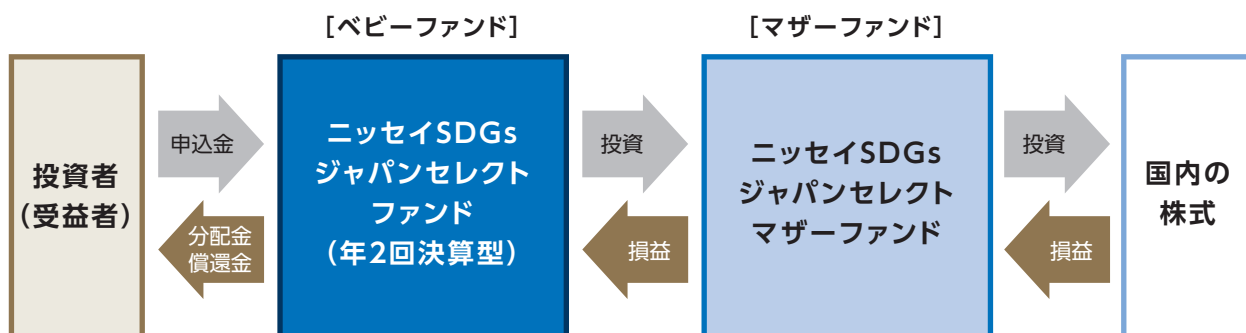 ［ベビーファンド］
［マザーファンド］
投資者
（受益者）
申込金
分配金
償還金
ニッセイSDGs
ジャパンセレクト
ファンド
（年2回決算型）
投資
損益
ニッセイSDGs
ジャパンセレクト
マザーファンド
投資
損益
国内の
株式